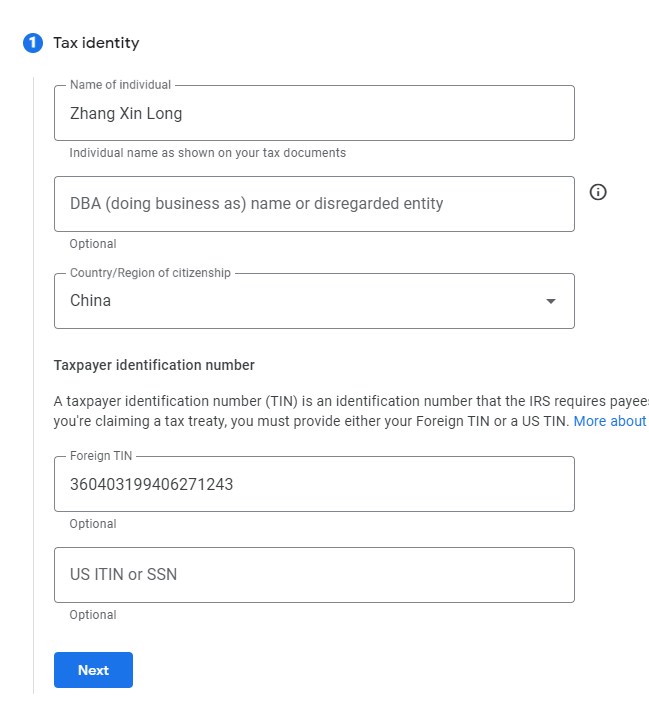 1 Tax identity
Name of individual
Zhang Xin Long
Individual name as shown on your tax documents
DBA (doing business as) name or disregarded entity
Optional
Country/Region of citizenship
China
Taxpayer identification number
A taxpayer identification number (TIN) is an identification number that the IRS requires payees
you're claiming a tax treaty, you must provide either your Foreign TIN or a US TIN. More about
Foreign TIN
360403199406271243
Optional
US ITIN or SSN
Optional
Next